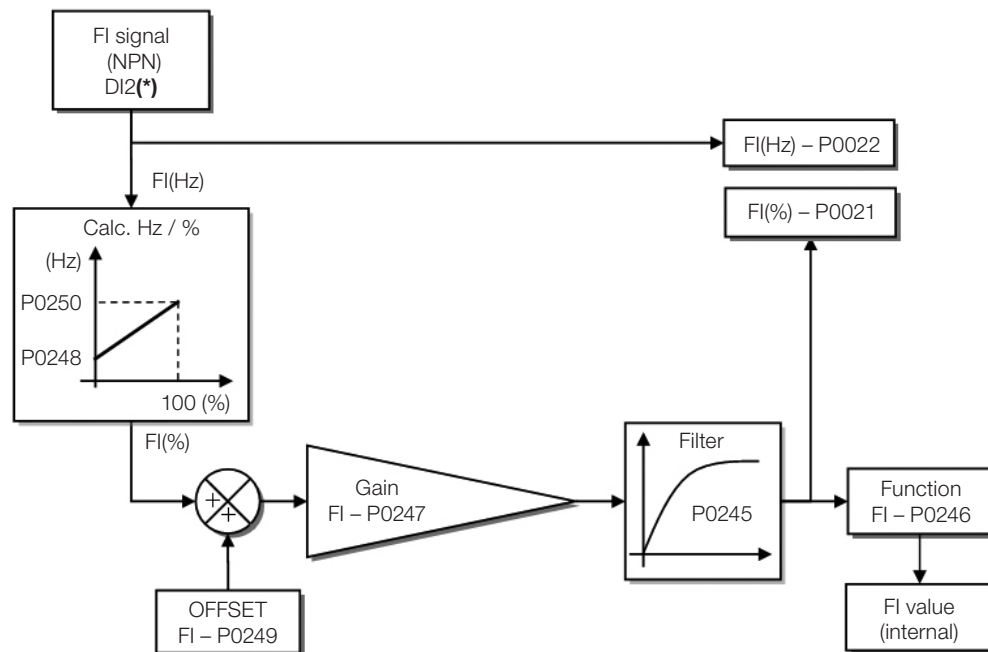 FI signal
(NPN)
DI2(*)
FI(Hz) – P0022
FI(Hz)
FI(%) – P0021
Calc. Hz / %
(Hz)
P0250
P0248
100 (%)
FI(%)
+
+
Gain
FI – P0247
Filter
P0245
Function
FI – P0246
OFFSET
FI – P0249
FI value
(internal)